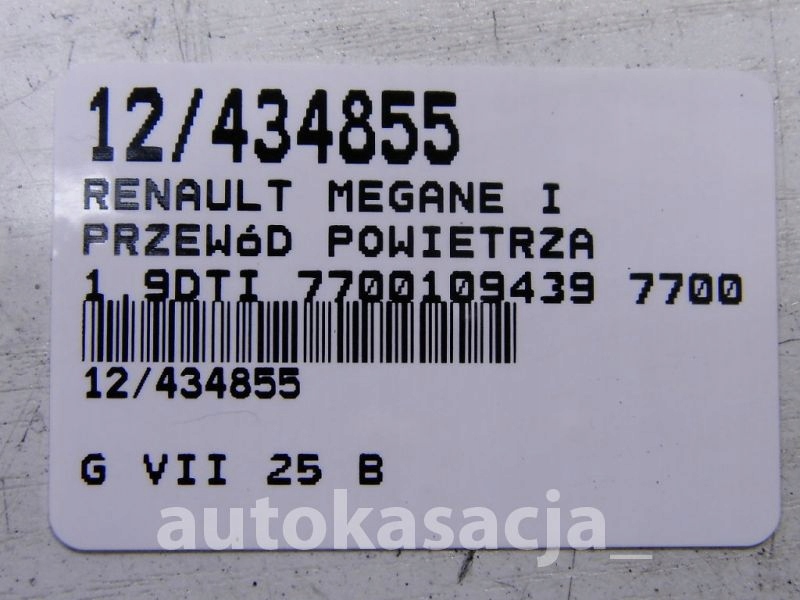 12/434855
RENAULT MEGANE I
PRZEWóD POWIETRZA
1.9DTI 7700109439 7700
12/434855
G VII 25 B
autokasacja_